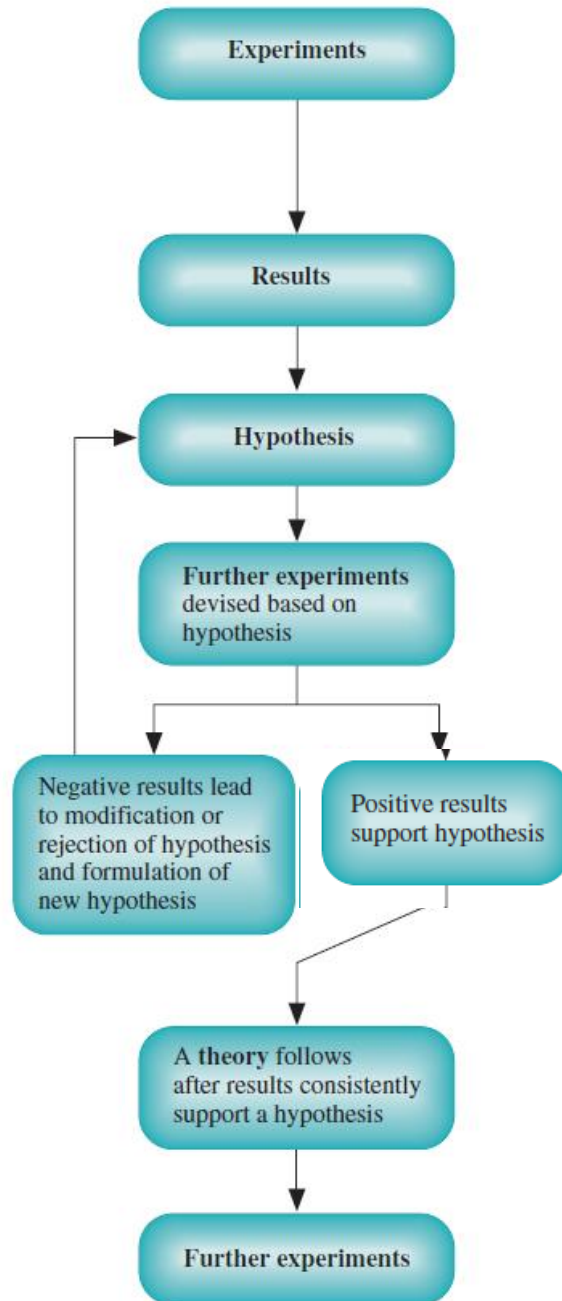 Experiments
Results
Hypothesis
Further experiments
devised based on
hypothesis
Negative results lead
to modification or
rejection of hypothesis
and formulation of
new hypothesis
Positive results
support hypothesis
A theory follows
after results consistently
support a hypothesis
Further experiments